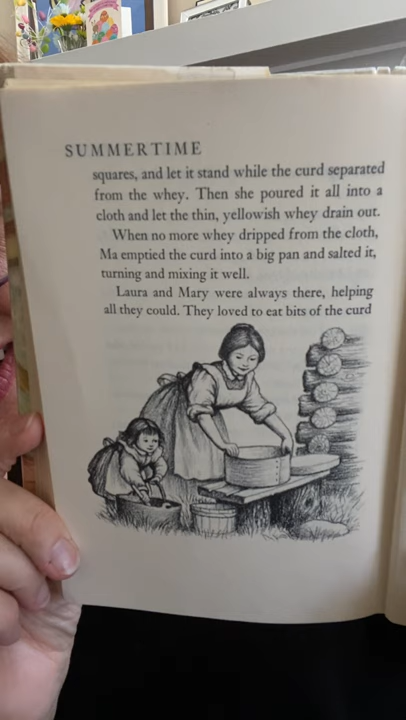 SUMMERTIME
squares, and let it stand while the curd separated
from the whey. Then she poured it all into a
cloth and let the thin, yellowish whey drain out.
When no more whey dripped from the cloth,
Ma emptied the curd into a big pan and salted it,
turning and mixing it well.
Laura and Mary were always there, helping
all they could. They loved to eat bits of the curd